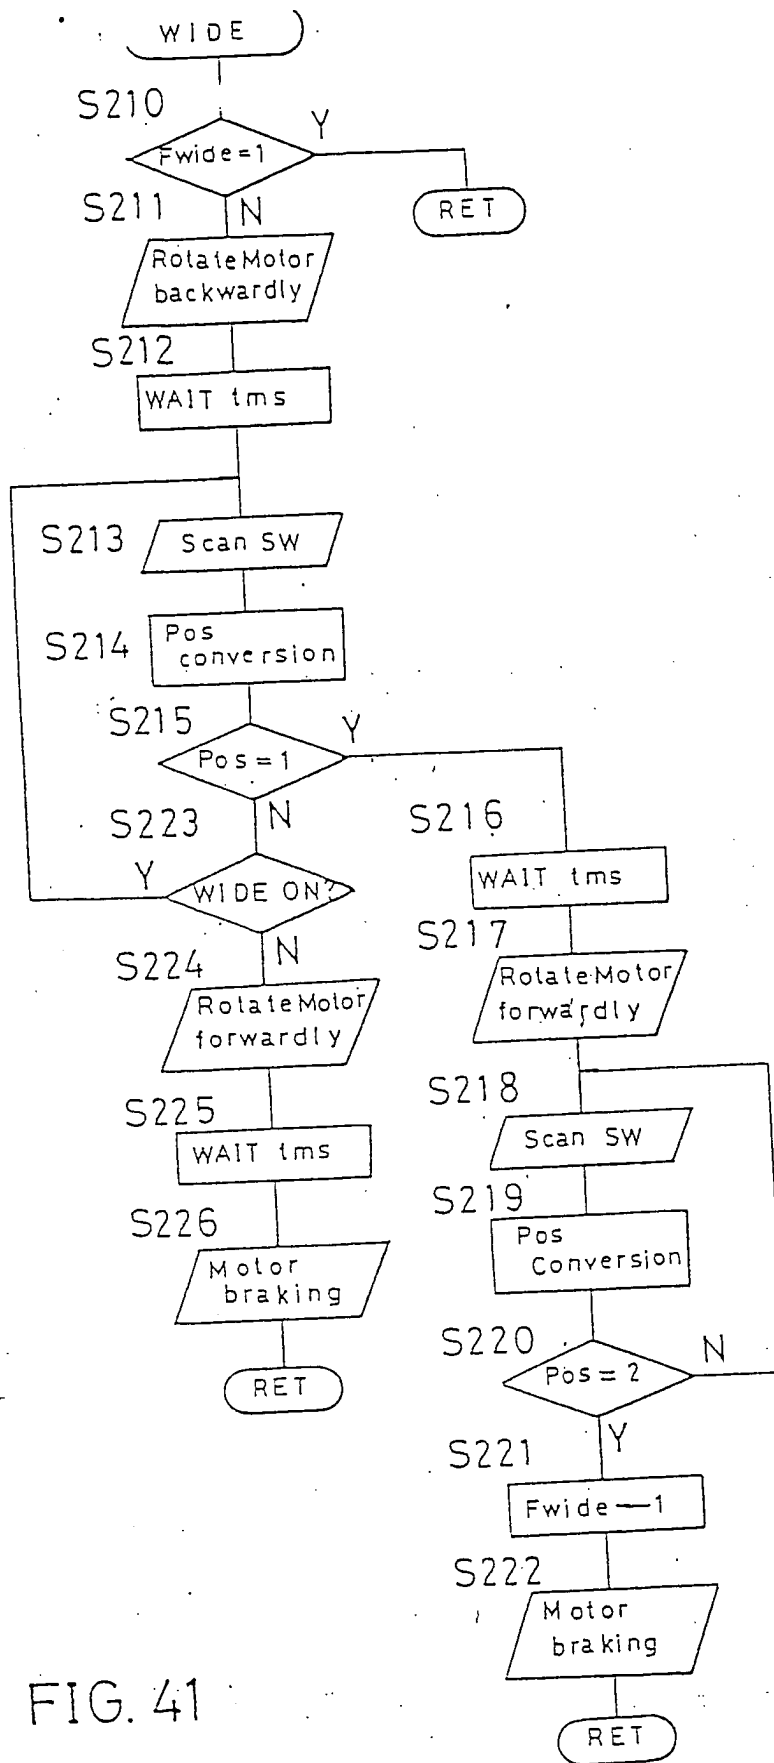 WIDE
S210
Fwide=1
Y
RET
S211
N
Rotate Motor
backwardly
S212
WAIT tms
S213
Scan SW
S214
Pos
conversion
S215
Pos=1
Y
S223
N
Y
WIDE ON?
S224
N
Rotate Motor
forwardly
S225
WAIT tms
S226
Motor
braking
RET
S216
WAIT tms
S217
Rotate Motor
forwardly
S218
Scan SW
S219
Pos
Conversion
S220
Pos=2
N
S221
Y
Fwide—1
S222
Motor
braking
RET
FIG. 41